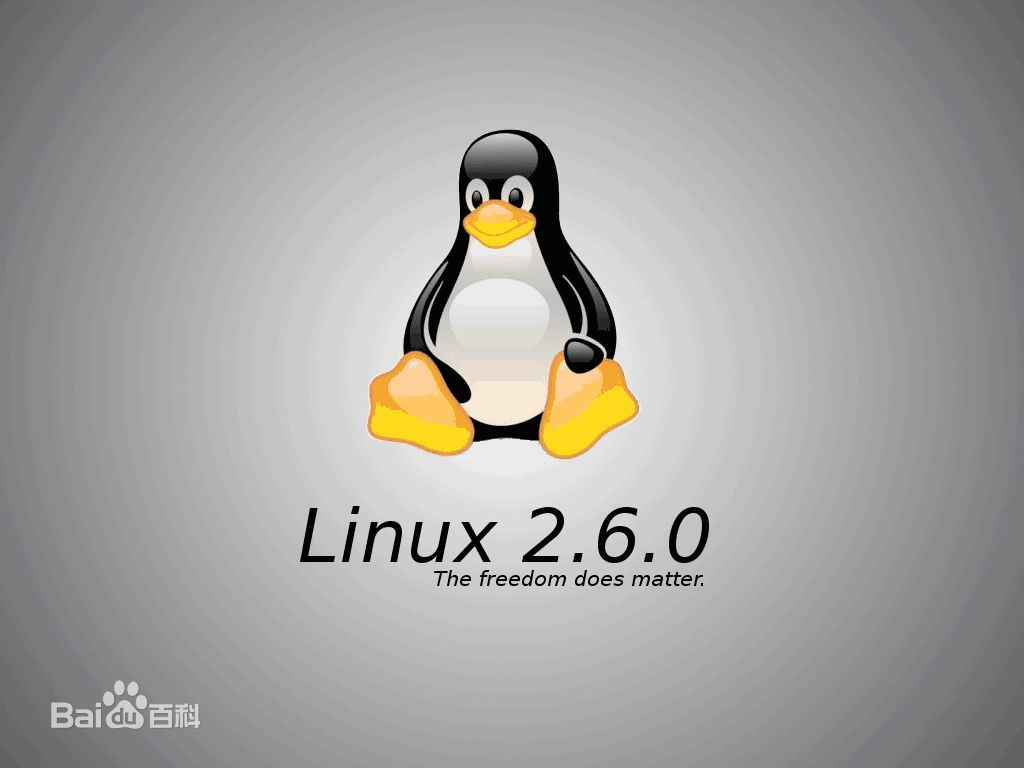 Linux 2.6.0
The freedom does matter.
Baidu百科